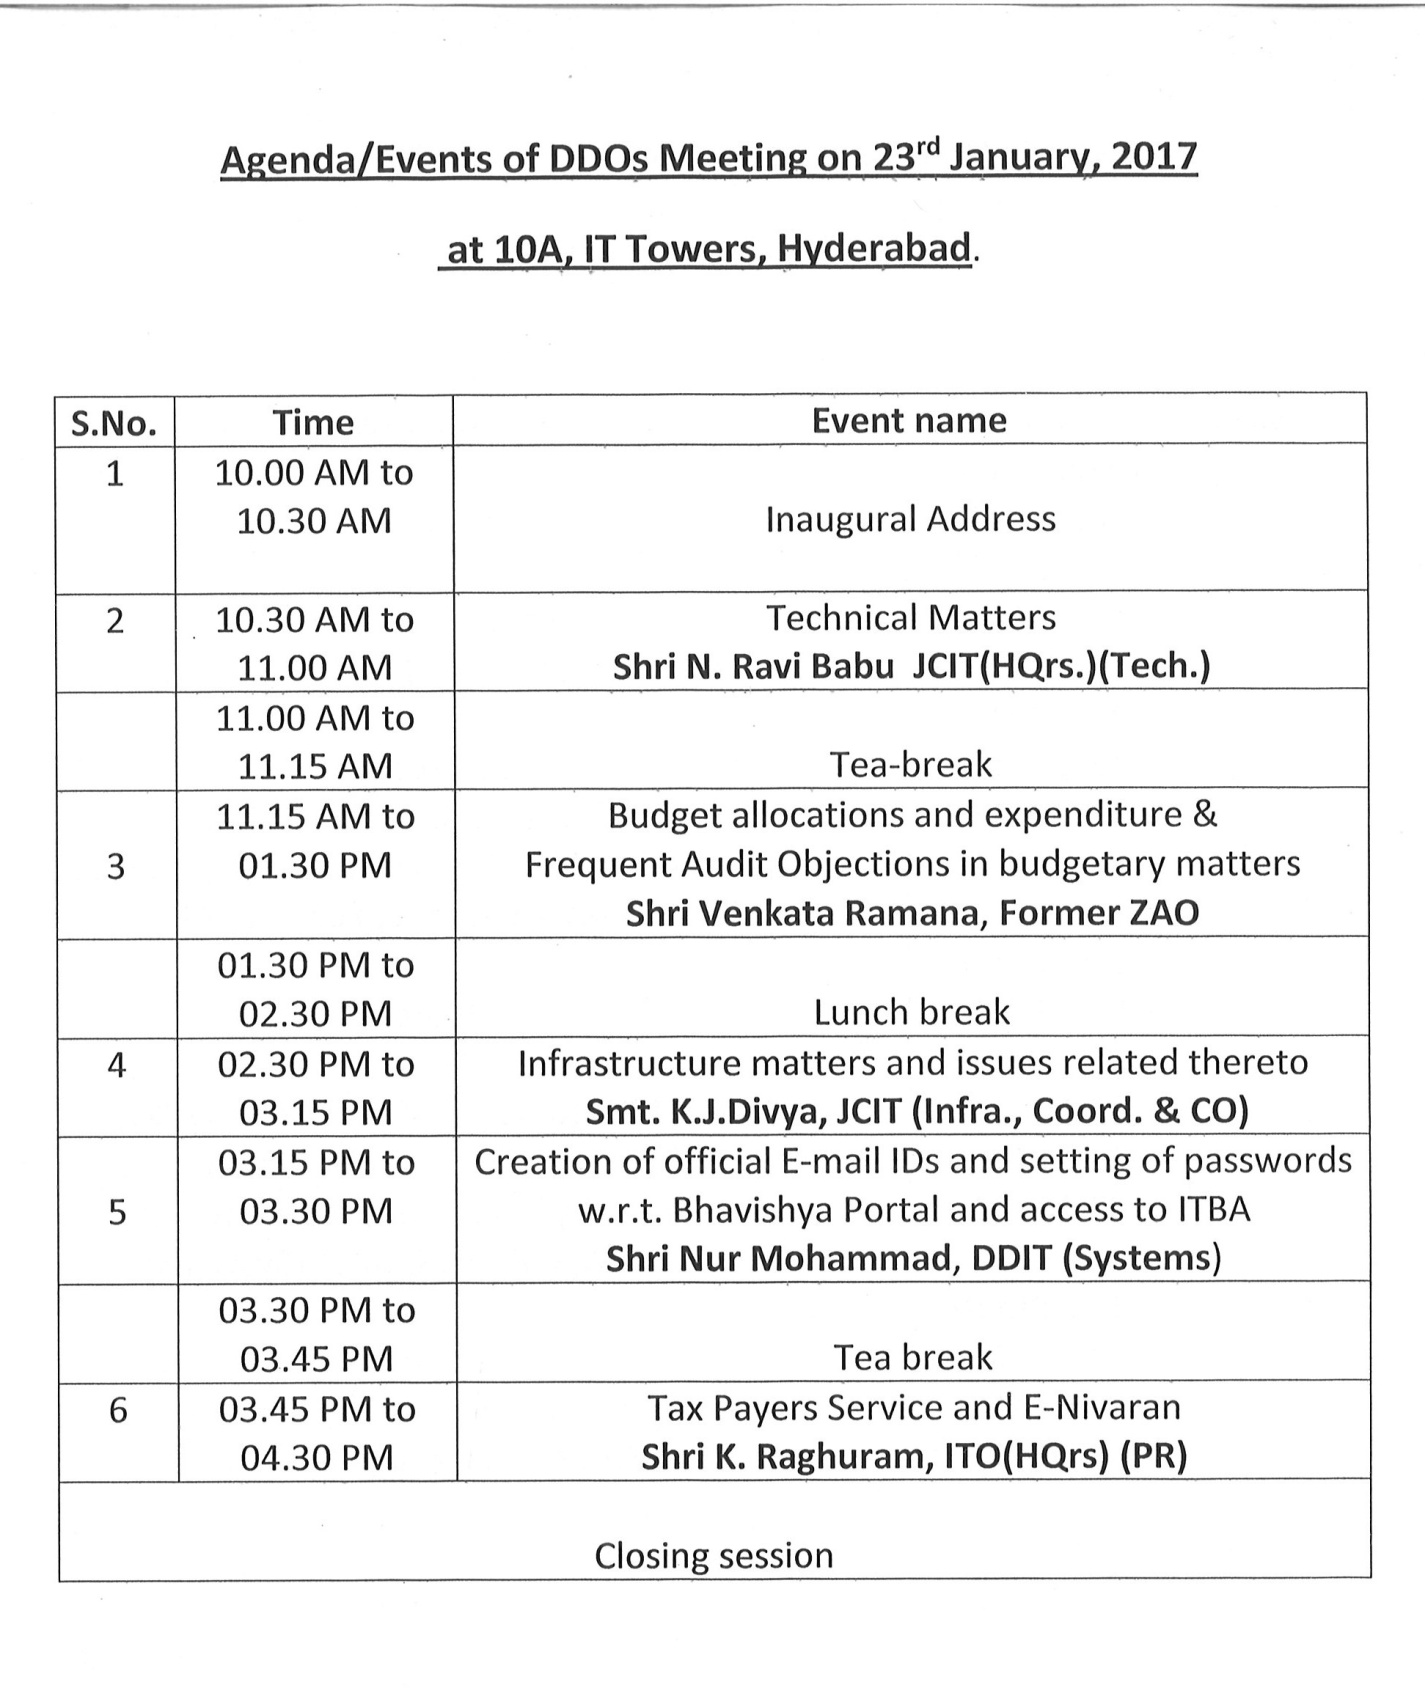 Agenda/Events of DDOs Meeting on 23rd January, 2017
at 10A, IT Towers, Hyderabad.
S.No. Time Event name
1 10.00 AM to
10.30 AM Inaugural Address
2 10.30 AM to Technical Matters
11.00 AM Shri N. Ravi Babu JCIT(HQrs.)(Tech.)
11.00 AM to
11.15 AM Tea-break
11.15 AM to Budget allocations and expenditure &
3 01.30 PM Frequent Audit Objections in budgetary matters
Shri Venkata Ramana, Former ZAO
01.30 PM to
02.30 PM Lunch break
4 02.30 PM to Infrastructure matters and issues related thereto
03.15 PM Smt. K.J.Divya, JCIT (Infra., Coord. & CO)
03.15 PM to Creation of official E-mail IDs and setting of passwords
5 03.30 PM w.r.t. Bhavishya Portal and access to ITBA
Shri Nur Mohammad, DDIT (Systems)
03.30 PM to
03.45 PM Tea break
6 03.45 PM to Tax Payers Service and E-Nivaran
04.30 PM Shri K. Raghuram, ITO(HQrs) (PR)
Closing session